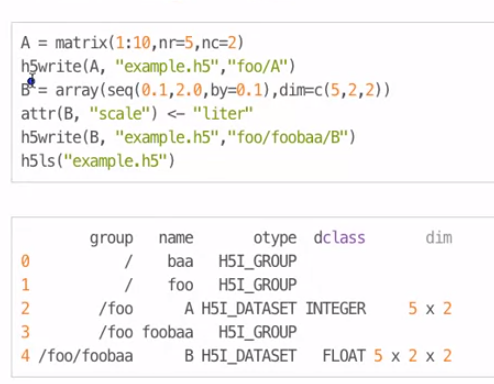 A = matrix(1:10,nr=5,nc=2)
h5write(A, "example.h5","foo/A")
B = array(seq(0.1,2.0,by=0.1),dim=c(5,2,2))
attr(B, "scale") <- "liter"
h5write(B, "example.h5","foo/foobaa/B")
h5ls("example.h5")
group name otype dclass dim
0 / baa H5I_GROUP
1 / foo H5I_GROUP
2 /foo A H5I_DATASET INTEGER 5 x 2
3 /foo foobaa H5I_GROUP
4 /foo/foobaa B H5I_DATASET FLOAT 5 x 2 x 2